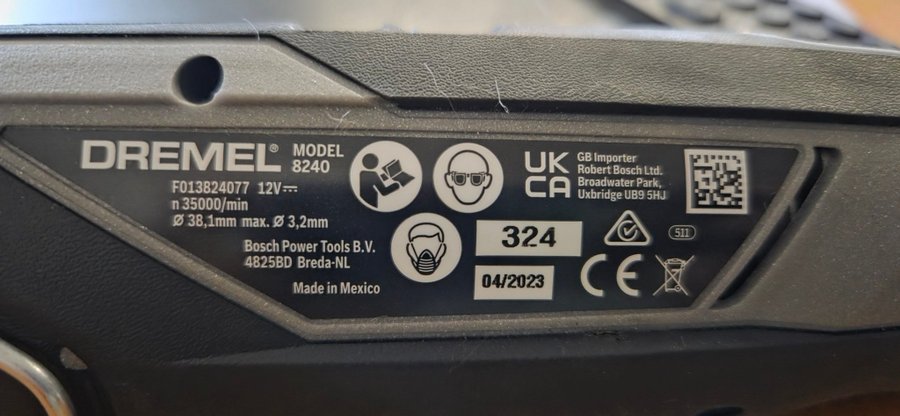 DREMEL® MODEL
8240
F013824077 12V⎓
n 35000/min
Ø 38,1mm max. Ø 3,2mm
Bosch Power Tools B.V.
4825BD Breda-NL
Made in Mexico
324
04/2023
UK
CA
GB Importer
Robert Bosch Ltd.
Broadwater Park,
Uxbridge UB9 5HJ
511
CE